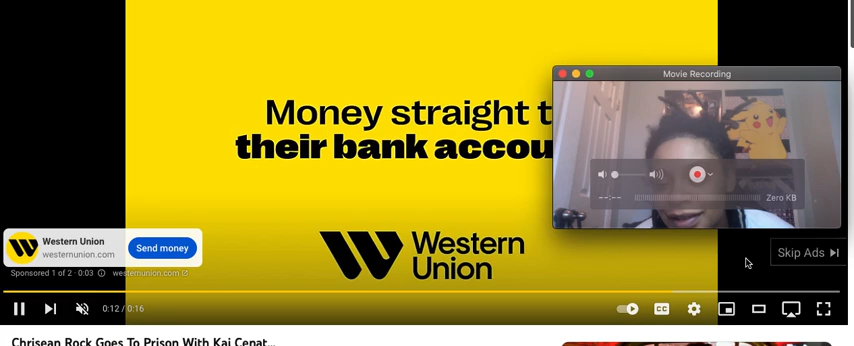 Movie Recording
Money straight t
their bank accou
--:--
Zero KB
Western Union
westernunion.com
Send money
Western
Union
Skip Ads
Sponsored 1 of 2 · 0:03
westernunion.com
0:12 / 0:16
CC
Chrisean Rock Goes To Prison With Kai Cenat...